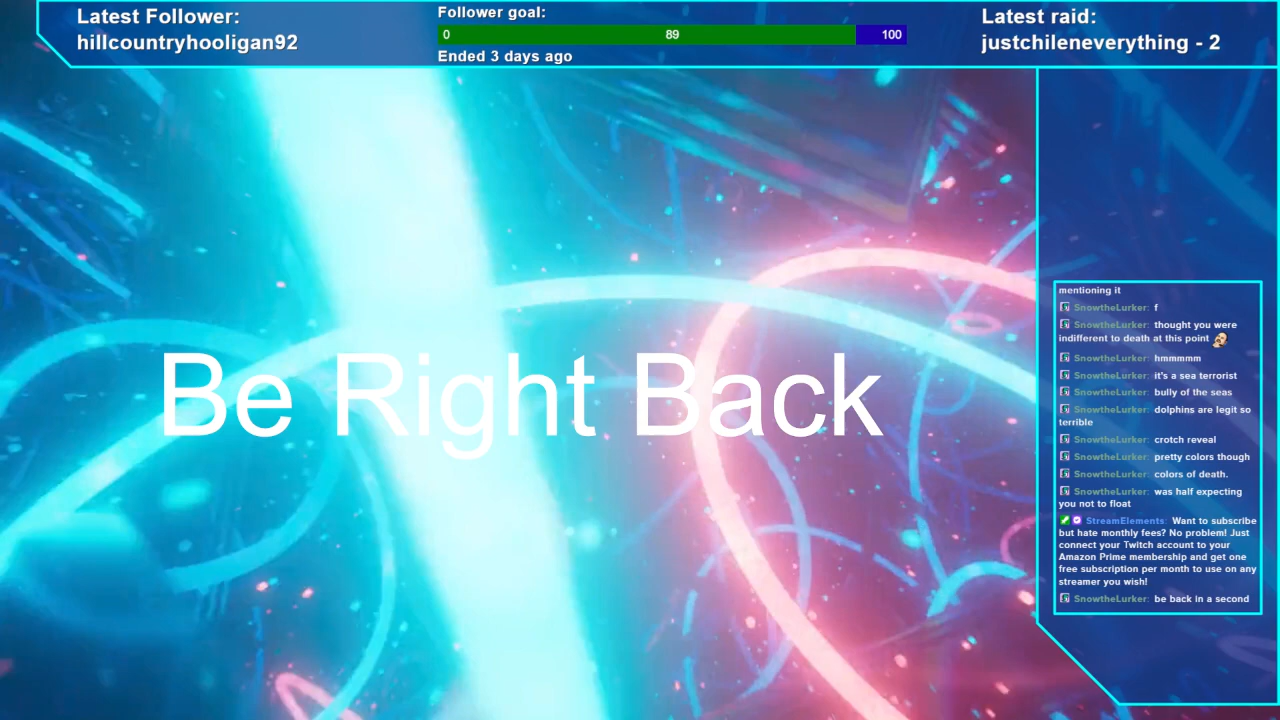 Latest Follower:
hillcountryhooligan92
Follower goal:
0 89 100
Ended 3 days ago
Latest raid:
justchileneverything - 2
Be Right Back
mentioning it
SnowtheLurker: f
SnowtheLurker: thought you were
indifferent to death at this point
SnowtheLurker: hmmmmm
SnowtheLurker: it's a sea terrorist
SnowtheLurker: bully of the seas
SnowtheLurker: dolphins are legit so
terrible
SnowtheLurker: crotch reveal
SnowtheLurker: pretty colors though
SnowtheLurker: colors of death.
SnowtheLurker: was half expecting
you not to float
StreamElements: Want to subscribe
but hate monthly fees? No problem! Just
connect your Twitch account to your
Amazon Prime membership and get one
free subscription per month to use on any
streamer you wish!
SnowtheLurker: be back in a second